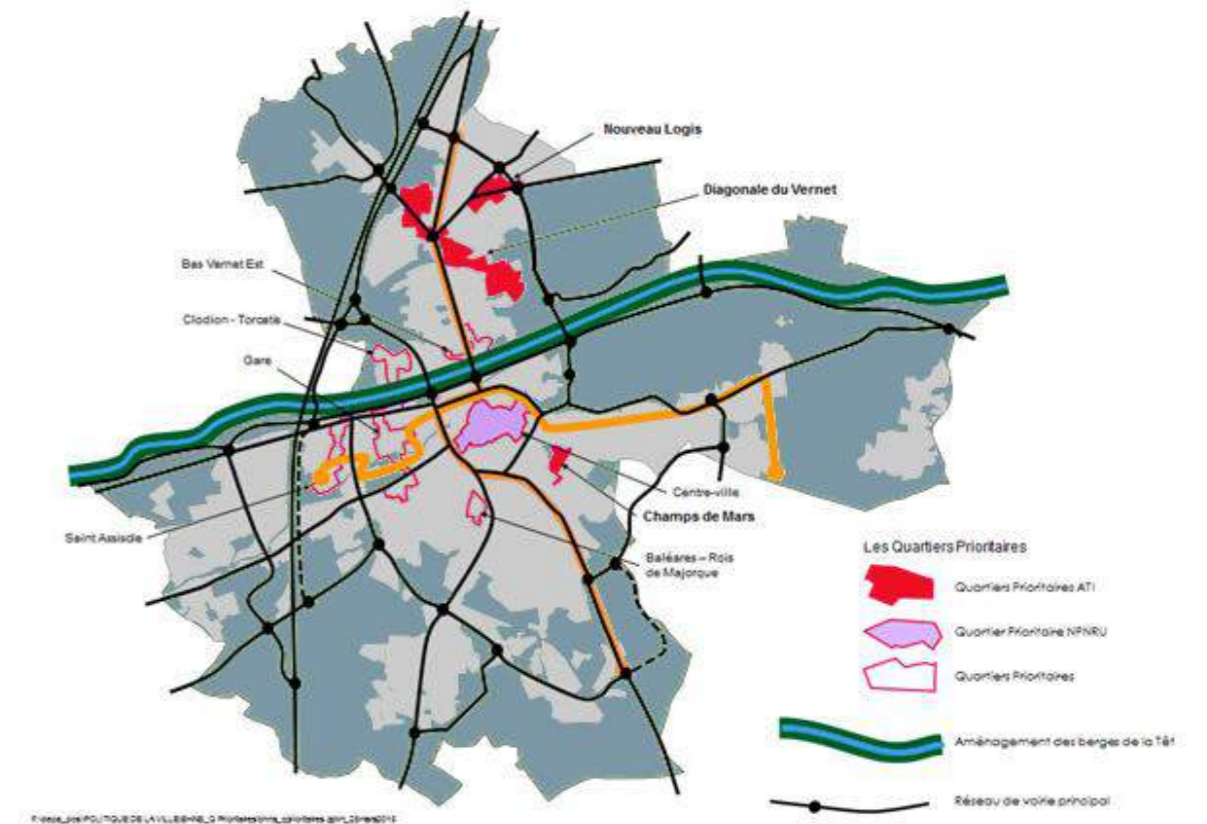 Nouveau Logis
Diagonale du Vernet
Bas Vernet Est
Clodion - Torcatis
Gare
Saint Assiscle
Centre-ville
Champs de Mars
Baléares – Rois
de Majorque
Les Quartiers Prioritaires
Quartiers Prioritaires ATI
Quartier Prioritaire NPNRU
Quartiers Prioritaires
Aménagement des berges de la Têt
Réseau de voirie principal